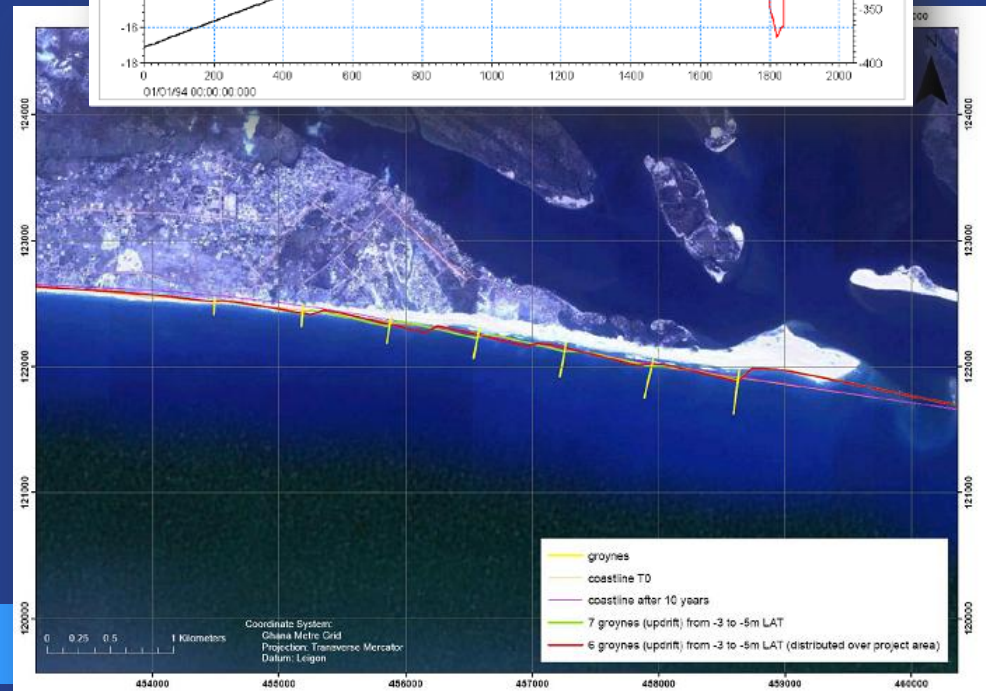 -16
-18
-350
-400
0 200 400 600 800 1000 1200 1400 1600 1800 2000
01/01/94 00:00:00.000
N
124000
123000
122000
121000
120000
124000
123000
122000
121000
120000
groynes
coastline T0
coastline after 10 years
7 groynes (updrift) from -3 to -5m LAT
6 groynes (updrift) from -3 to -5m LAT (distributed over project area)
0 0.25 0.5 1 Kilometers
Coordinate System:
Ghana Metre Grid
Projection: Transverse Mercator
Datum: Leigon
454000 455000 456000 457000 458000 459000 460000